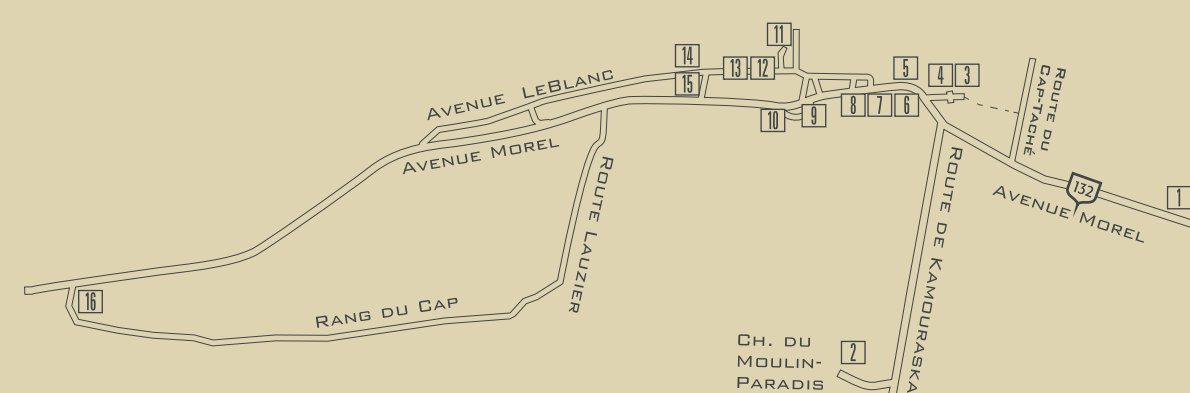 11
14
13
12
5
4
3
15
ROUTE DU
CAP-TACHÉ
AVENUE LEBLANC
8
7
6
10
9
AVENUE MOREL
ROUTE LAUZIER
ROUTE DE KAMOURASKA
132
1
AVENUE MOREL
16
RANG DU CAP
CH. DU
MOULIN-
PARADIS
2